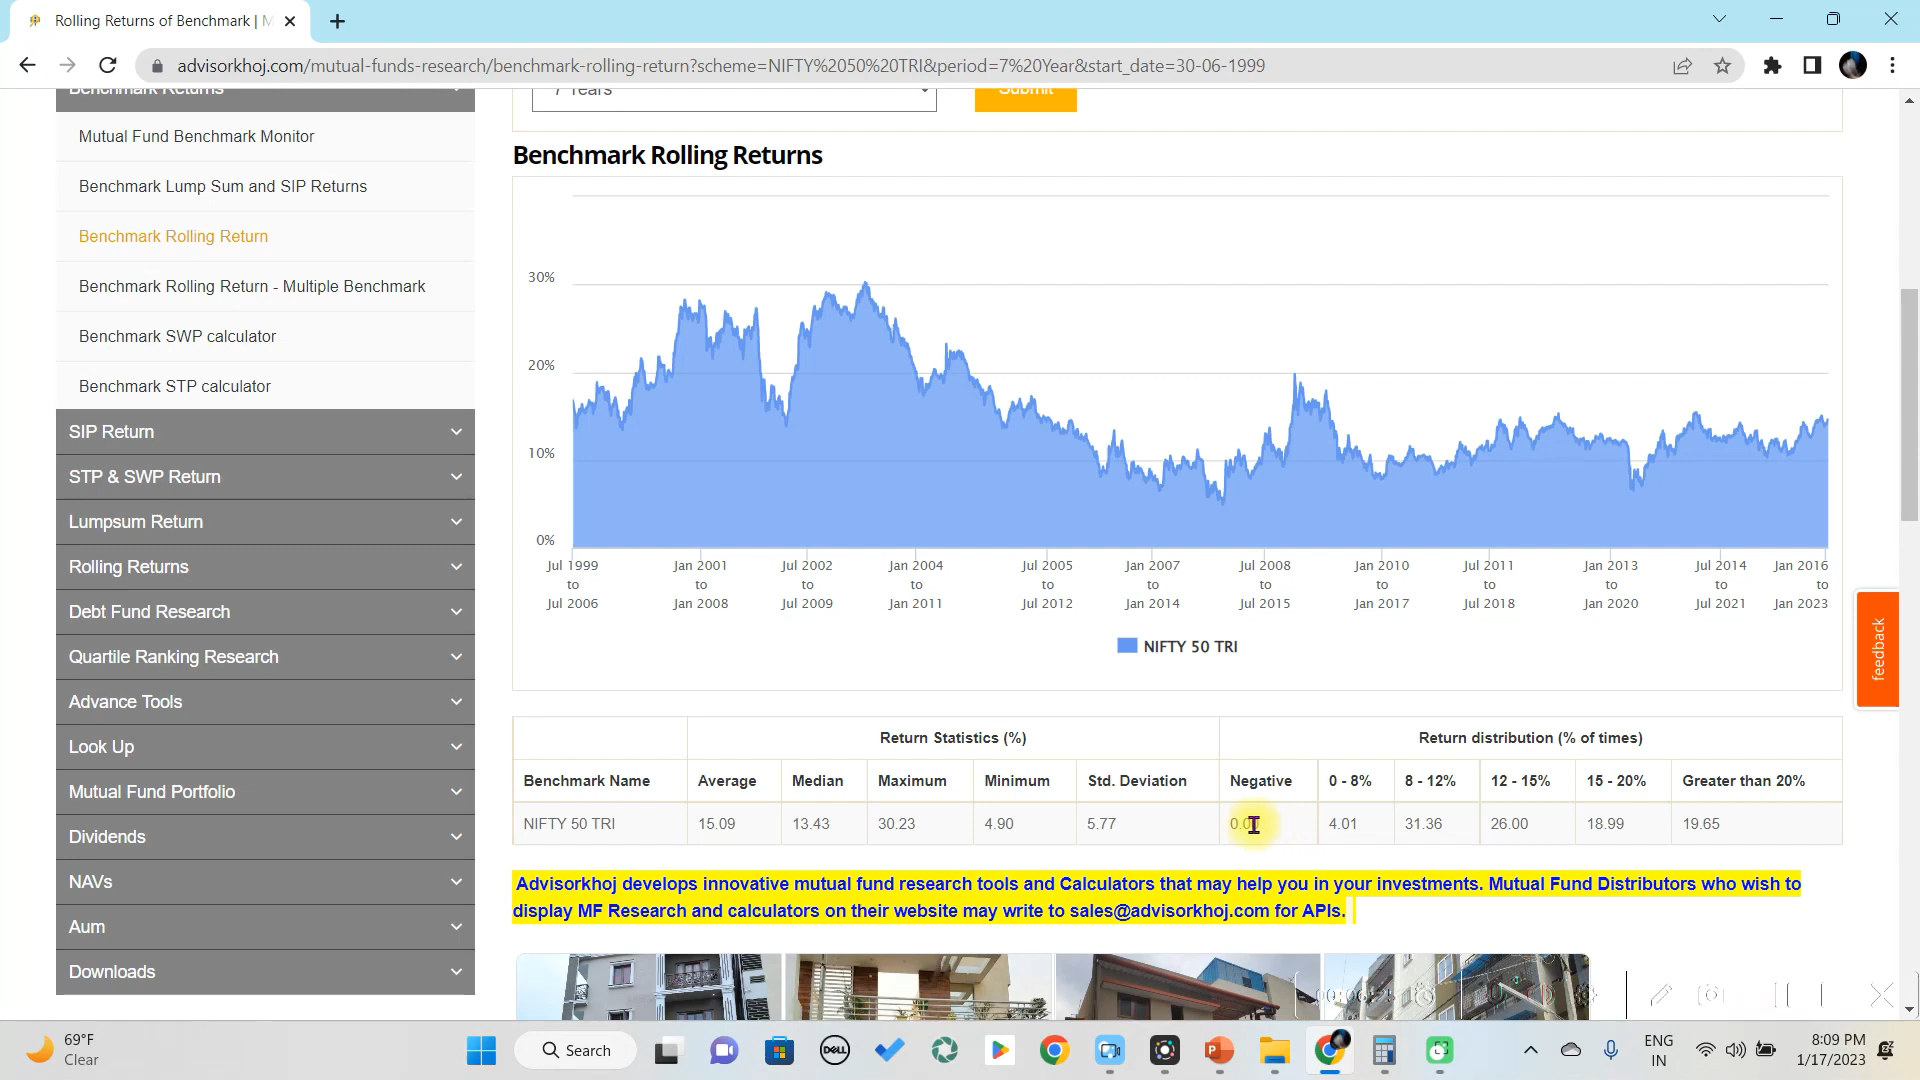 Rolling Returns of Benchmark | M
advisorkhoj.com/mutual-funds-research/benchmark-rolling-return?scheme=NIFTY%2050%20TRI&period=7%20Year&start_date=30-06-1999
Benchmark Returns
Mutual Fund Benchmark Monitor
Benchmark Lump Sum and SIP Returns
Benchmark Rolling Return
Benchmark Rolling Return - Multiple Benchmark
Benchmark SWP calculator
Benchmark STP calculator
SIP Return
STP & SWP Return
Lumpsum Return
Rolling Returns
Debt Fund Research
Quartile Ranking Research
Advance Tools
Look Up
Mutual Fund Portfolio
Dividends
NAVs
Aum
Downloads
7 Years
Submit
Benchmark Rolling Returns
30%
20%
10%
0%
Jul 1999 Jan 2001 Jul 2002 Jan 2004 Jul 2005 Jan 2007 Jul 2008 Jan 2010 Jul 2011 Jan 2013 Jul 2014 Jan 2016
to to to to to to to to to to to to
Jul 2006 Jan 2008 Jul 2009 Jan 2011 Jul 2012 Jan 2014 Jul 2015 Jan 2017 Jul 2018 Jan 2020 Jul 2021 Jan 2023
NIFTY 50 TRI
Return Statistics (%) Return distribution (% of times)
Benchmark Name Average Median Maximum Minimum Std. Deviation Negative 0 - 8% 8 - 12% 12 - 15% 15 - 20% Greater than 20%
NIFTY 50 TRI 15.09 13.43 30.23 4.90 5.77 4.01 31.36 26.00 18.99 19.65
Advisorkhoj develops innovative mutual fund research tools and Calculators that may help you in your investments. Mutual Fund Distributors who wish to
display MF Research and calculators on their website may write to sales@advisorkhoj.com for APIs.
feedback
69°F
Clear
Search
DELL
ENG
IN
8:09 PM
1/17/2023